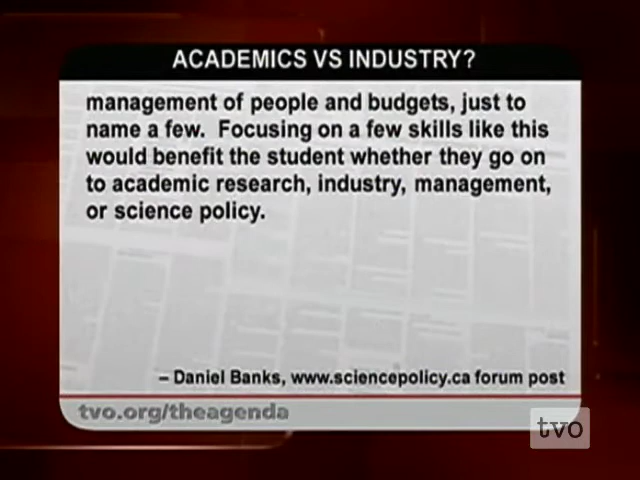 ACADEMICS VS INDUSTRY?
management of people and budgets, just to
name a few.  Focusing on a few skills like this
would benefit the student whether they go on
to academic research, industry, management,
or science policy.
– Daniel Banks, www.sciencepolicy.ca forum post
tvo.org/theagenda
tvo